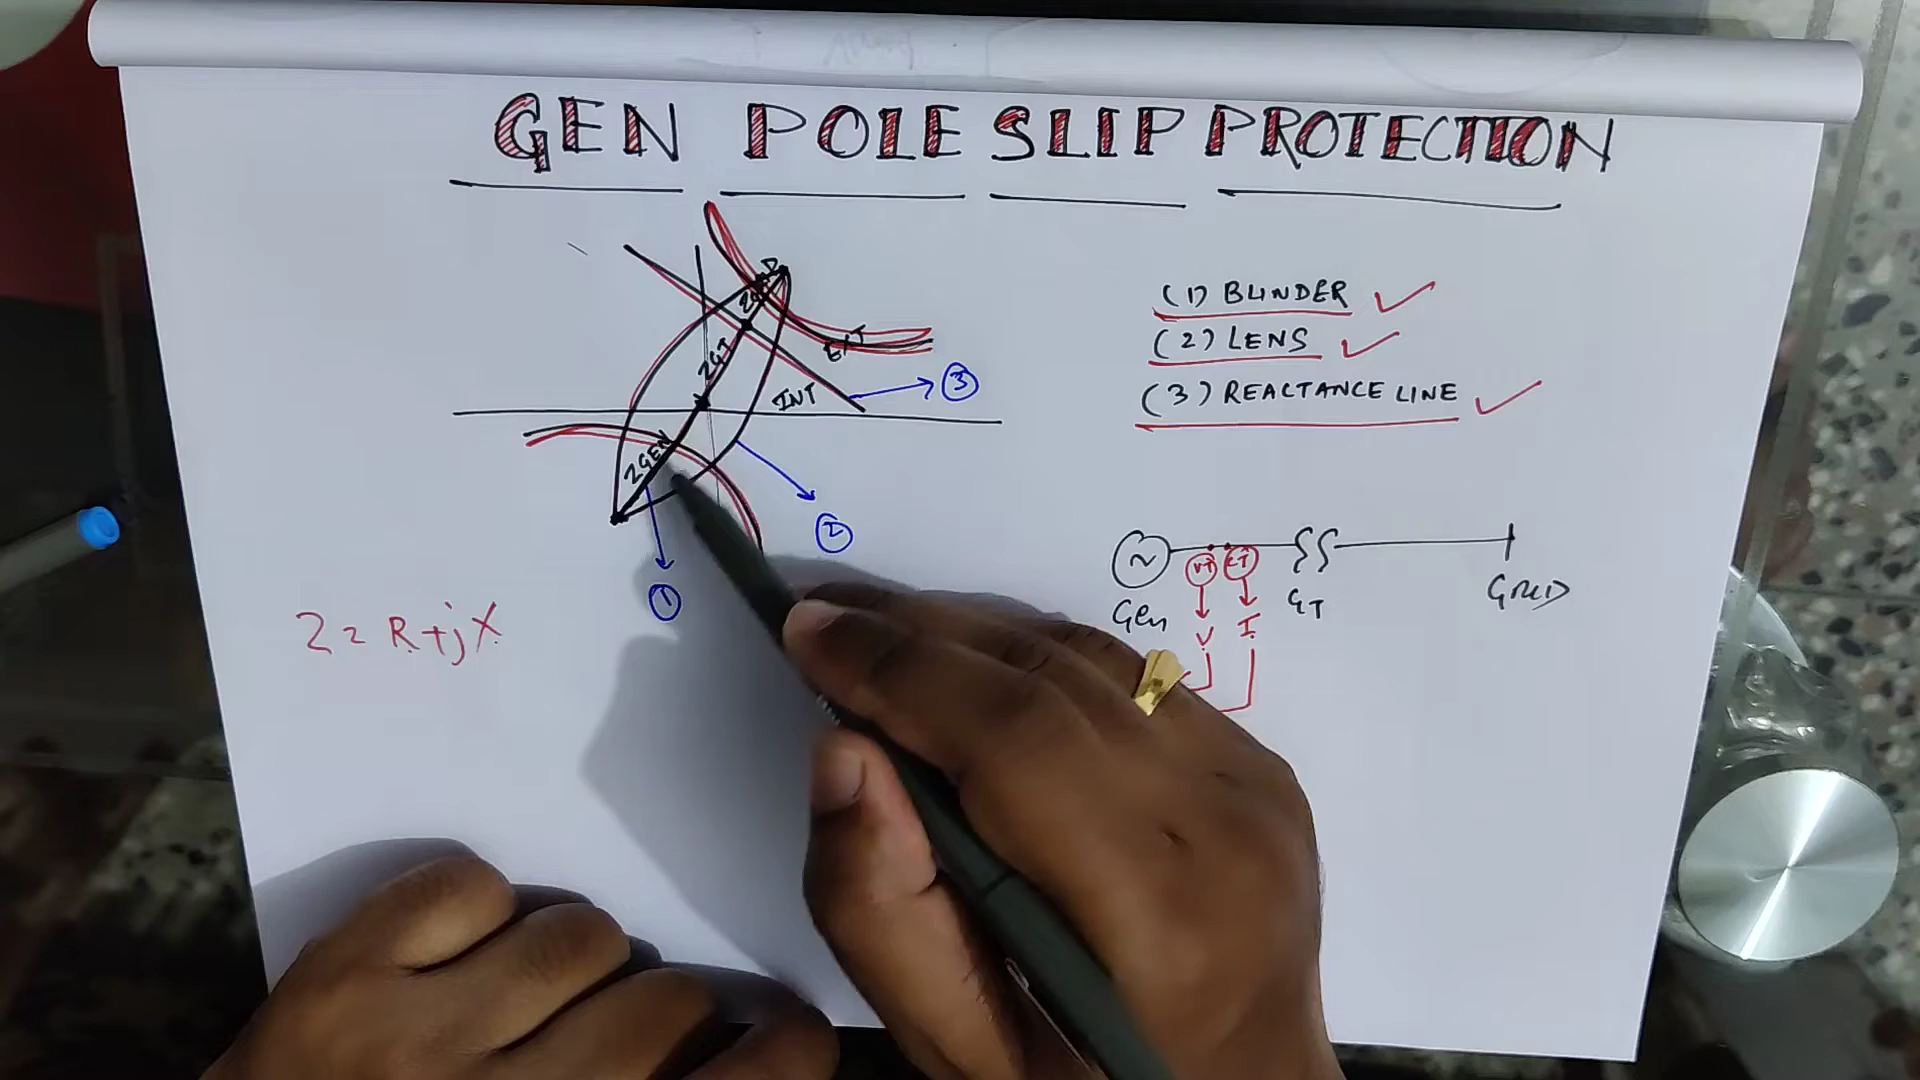 GEN POLE SLIP PROTECTION
(1) BLINDER
(2) LENS
(3) REACTANCE LINE
ZGT
EXT
INT
3
ZGEN
2
1
Z = R+jX
~
VT CT
Gen
V I
GT
GRID